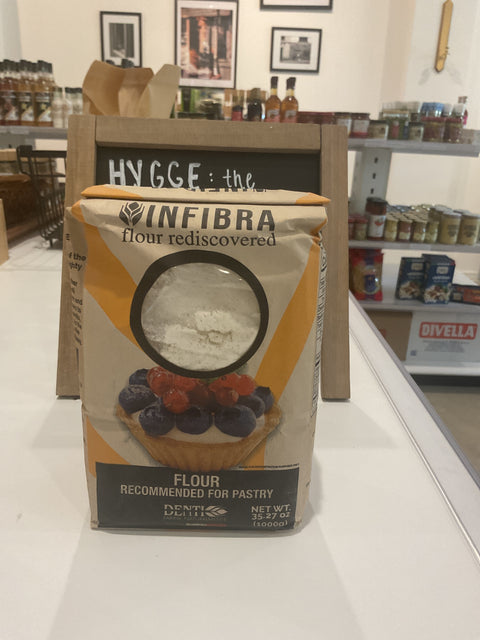 HYGGE: the
INFIBRA
flour rediscovered
FLOUR
RECOMMENDED FOR PASTRY
DENTI
NET WT.
35-27 oz
(1000g)
DIVELLA